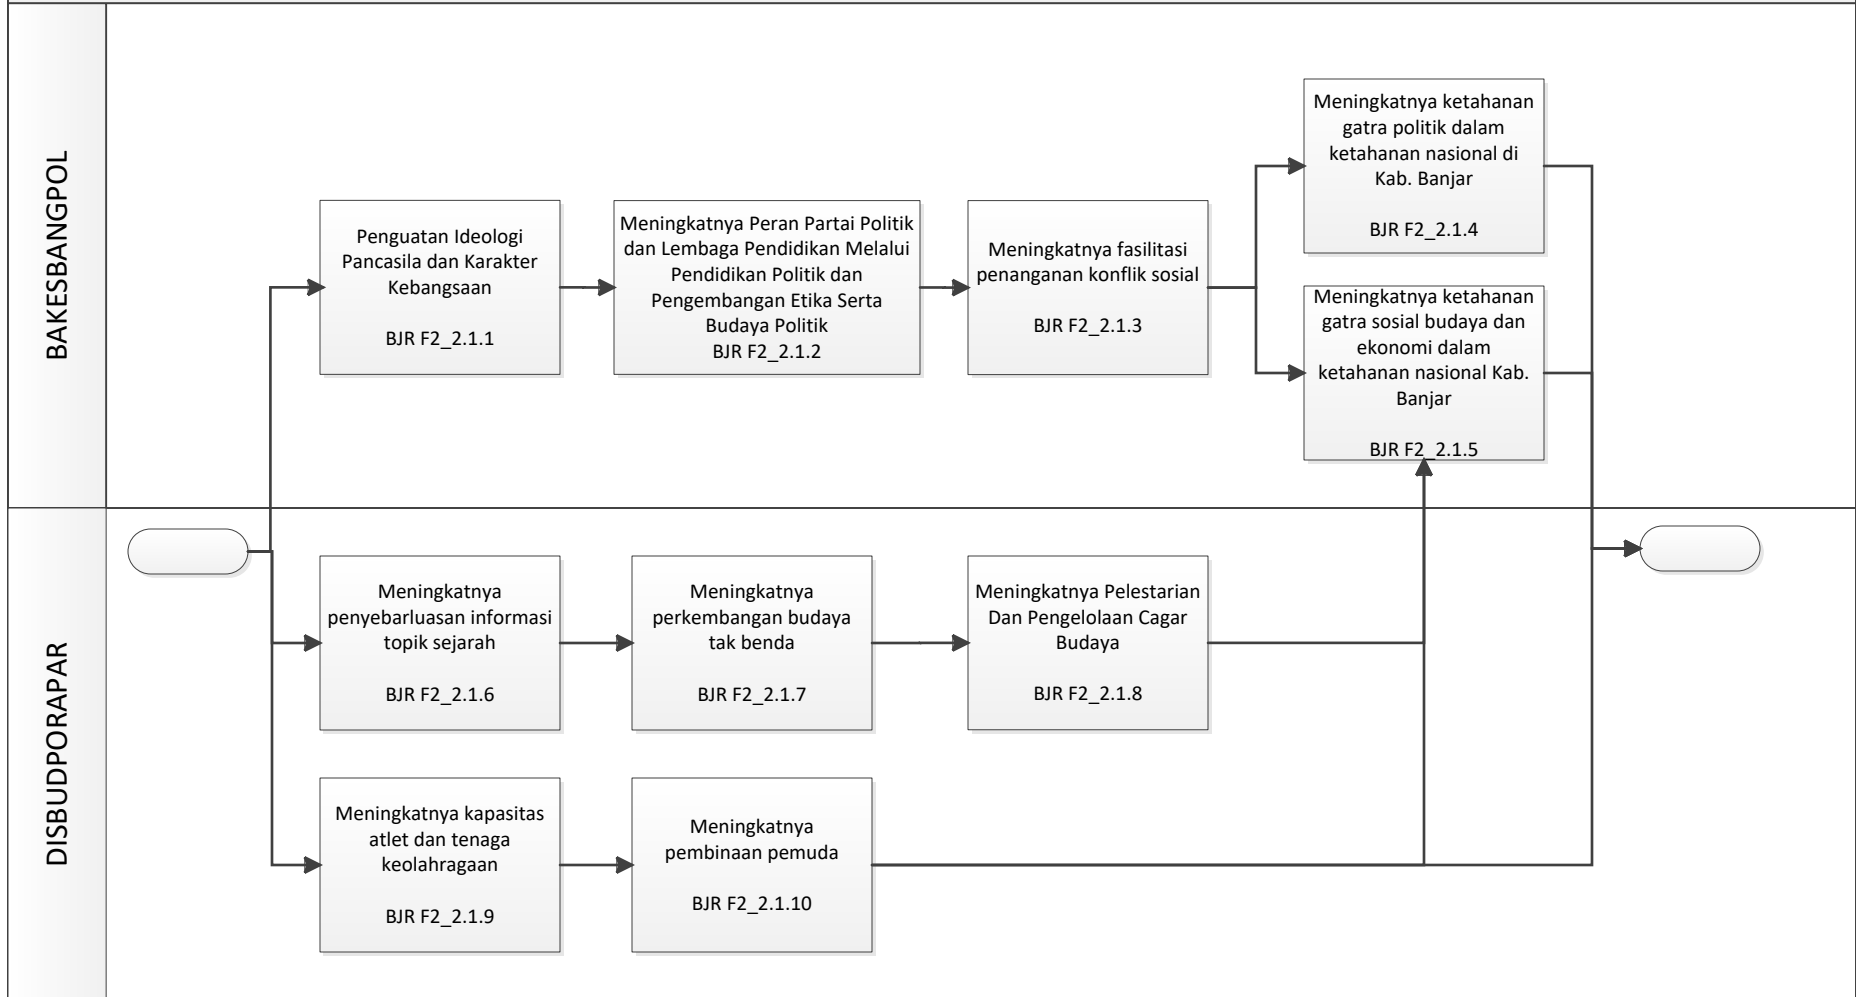 BAKESBANGPOL
Penguatan Ideologi
Pancasila dan Karakter
Kebangsaan
BJR F2_2.1.1
Meningkatnya Peran Partai Politik
dan Lembaga Pendidikan Melalui
Pendidikan Politik dan
Pengembangan Etika Serta
Budaya Politik
BJR F2_2.1.2
Meningkatnya fasilitasi
penanganan konflik sosial
BJR F2_2.1.3
Meningkatnya ketahanan
gatra politik dalam
ketahanan nasional di
Kab. Banjar
BJR F2_2.1.4
Meningkatnya ketahanan
gatra sosial budaya dan
ekonomi dalam
ketahanan nasional Kab.
Banjar
BJR F2_2.1.5
DISBUDPORAPAR
Meningkatnya
penyebarluasan informasi
topik sejarah
BJR F2_2.1.6
Meningkatnya
perkembangan budaya
tak benda
BJR F2_2.1.7
Meningkatnya Pelestarian
Dan Pengelolaan Cagar
Budaya
BJR F2_2.1.8
Meningkatnya kapasitas
atlet dan tenaga
keolahragaan
BJR F2_2.1.9
Meningkatnya
pembinaan pemuda
BJR F2_2.1.10